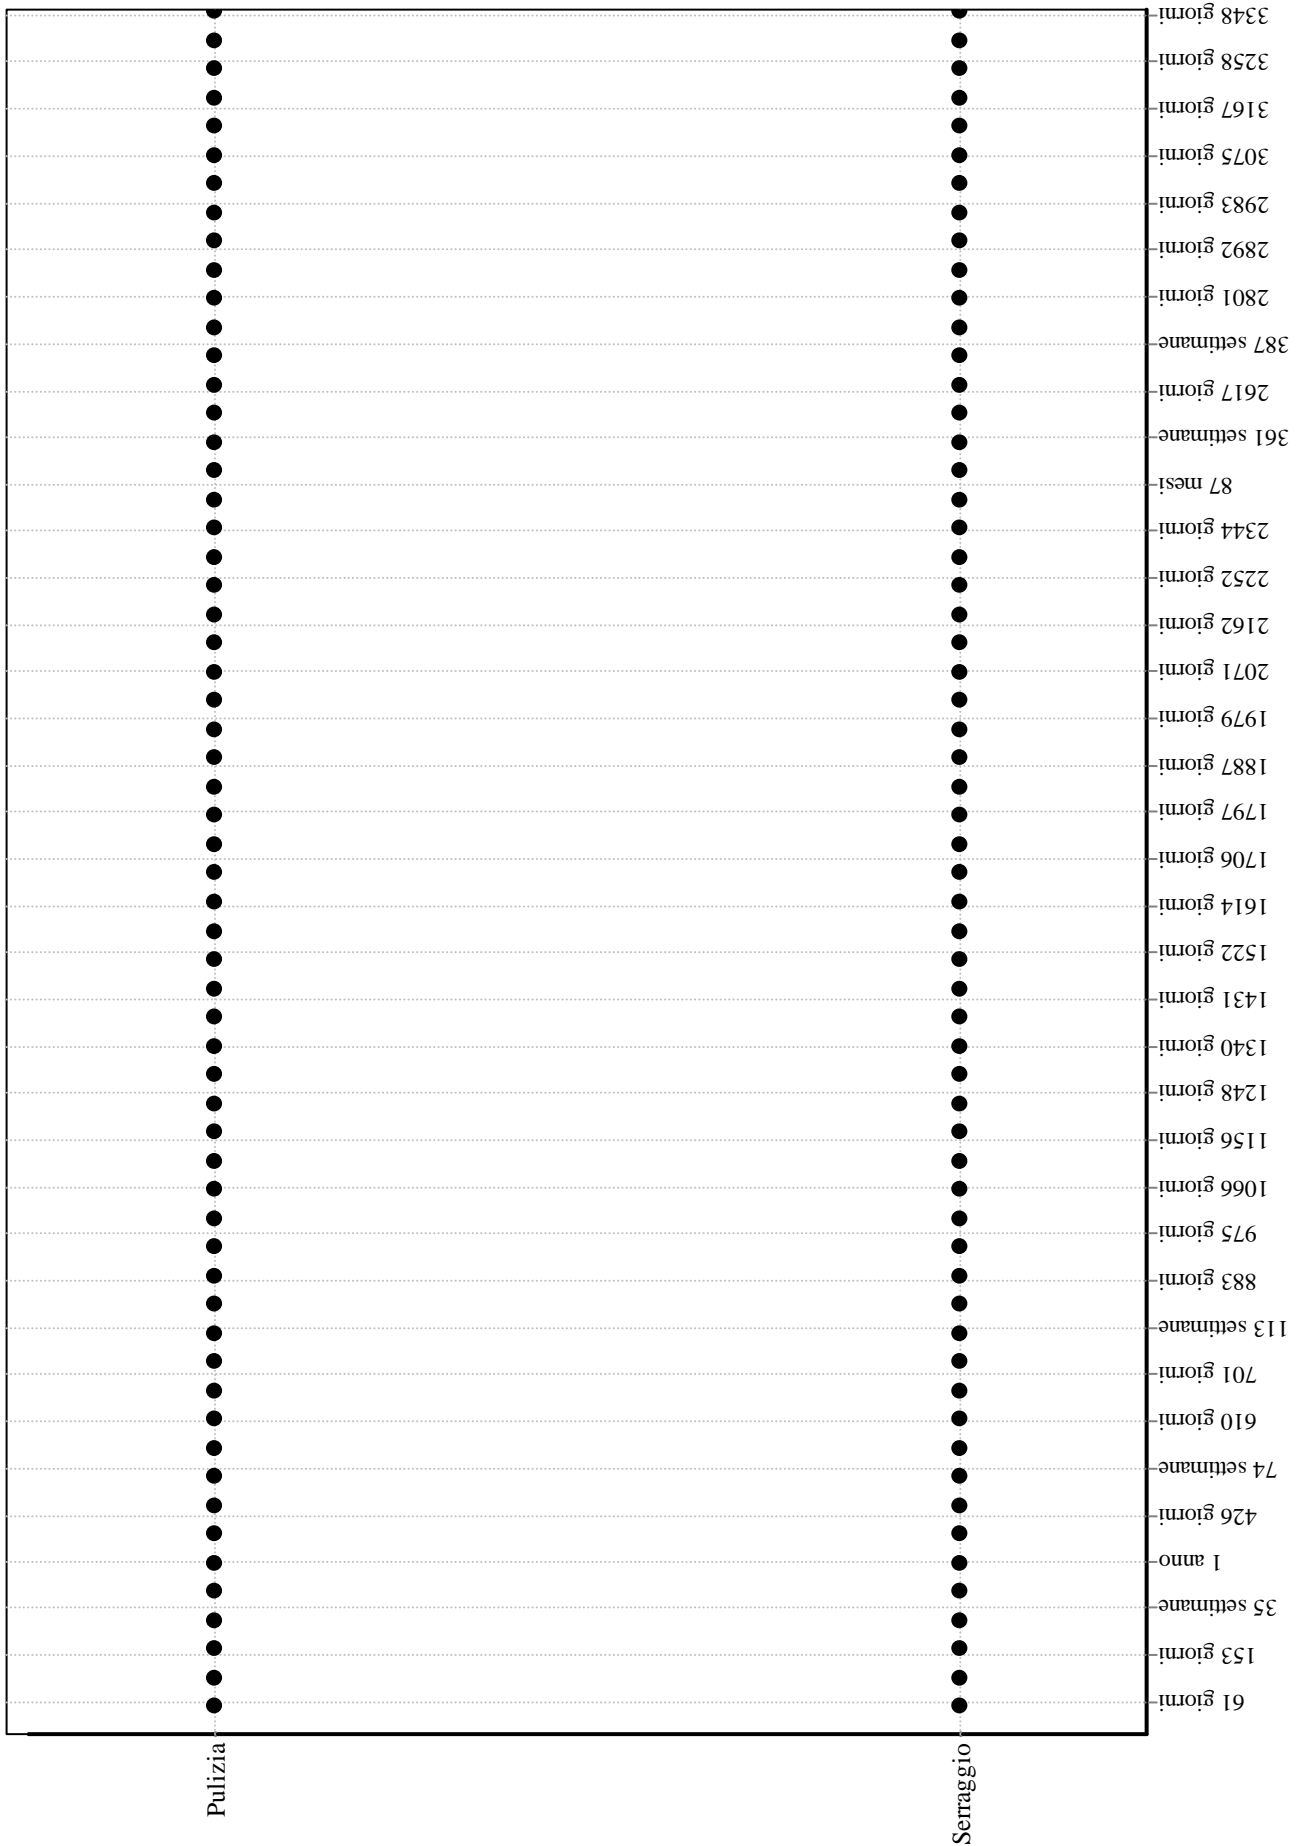 3348 giorni
3258 giorni
3167 giorni
3075 giorni
2983 giorni
2892 giorni
2801 giorni
387 settimane
2617 giorni
361 settimane
87 mesi
2344 giorni
2252 giorni
2162 giorni
2071 giorni
1979 giorni
1887 giorni
1797 giorni
1706 giorni
1614 giorni
1522 giorni
1431 giorni
1340 giorni
1248 giorni
1156 giorni
1066 giorni
975 giorni
883 giorni
113 settimane
701 giorni
610 giorni
74 settimane
426 giorni
1 anno
35 settimane
153 giorni
61 giorni
Pulizia
Serraggio